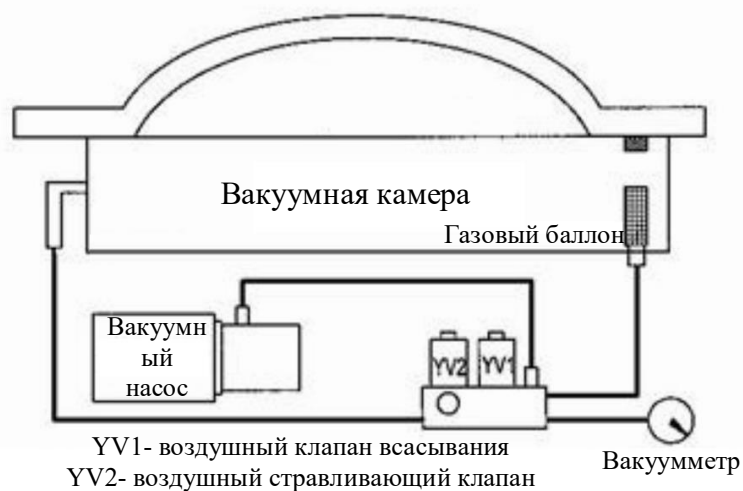 Вакуумная камера
Газовый баллон
Вакуумн
ый
насос
YV2
YV1
YV1- воздушный клапан всасывания
YV2- воздушный стравливающий клапан
Вакуумметр